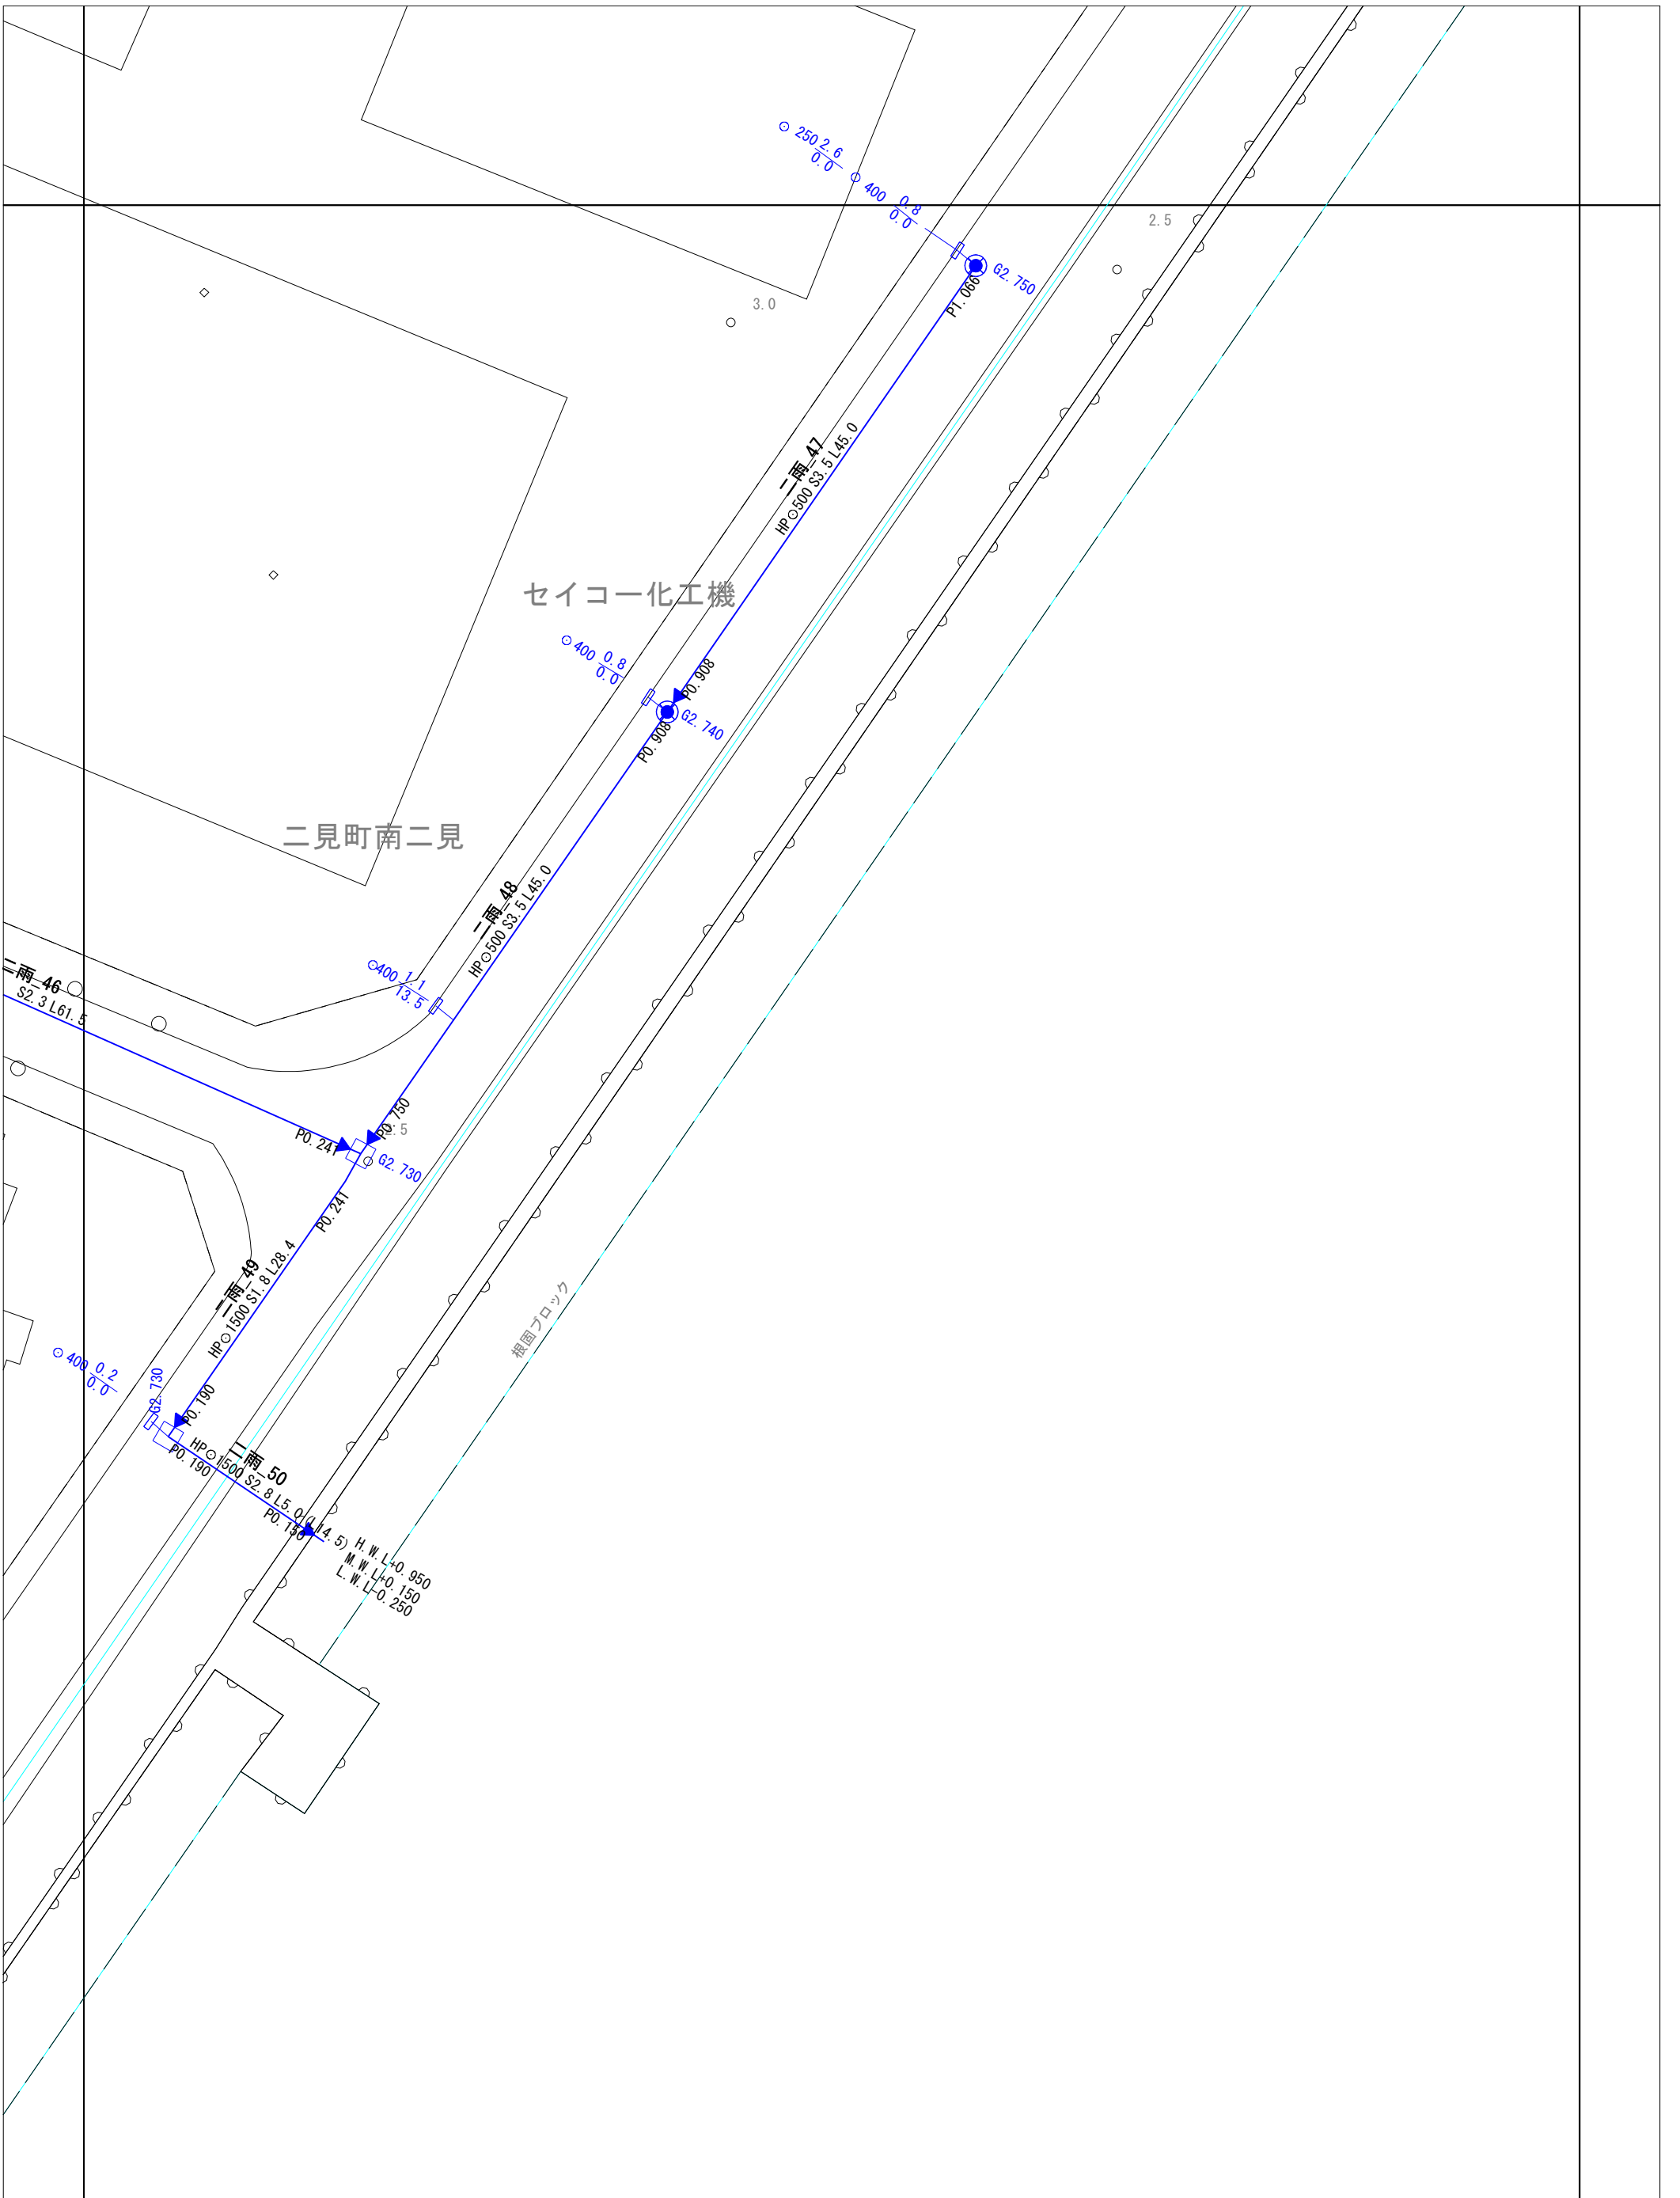 ⊙ 250 2.6
0.0
400 0.8
0.0
2.5
G2.750
P1.066
3.0
二雨_47
HP⊙500 S3.5 L45.0
セイコー化工機
⊙400 0.8
0.0
P0.908
G2.740
P0.908
二見町南二見
二雨_48
HP⊙500 S3.5 L45.0
⊙400 1.1
13.5
二雨_46
S2.3 L61.5
P0.750
2.5
P0.241
G2.730
P0.241
二雨_49
HP⊙1500 S1.8 L28.4
根固ブロック
⊙ 400 0.2
0.0
G2.730
P0.190
P0.190
二雨_50
HP⊙1500 S2.8 L5.0 (L14.5)
P0.150
H.W.L+0.950
M.W.L+0.150
L.W.L-0.250